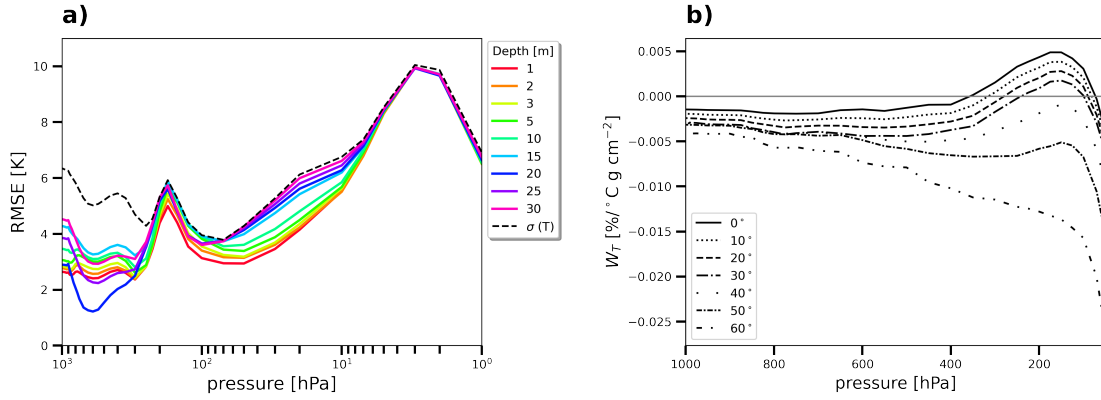 a)
RMSE [K]
10
8
6
4
2
0
10³ 10² 10¹ 10⁰
pressure [hPa]
Depth [m]
1
2
3
5
10
15
20
25
30
σ (T)
b)
W_T [%/°C g cm⁻²]
0.005
0.000
−0.005
−0.010
−0.015
−0.020
−0.025
1000 800 600 400 200
pressure [hPa]
0°
10°
20°
30°
40°
50°
60°